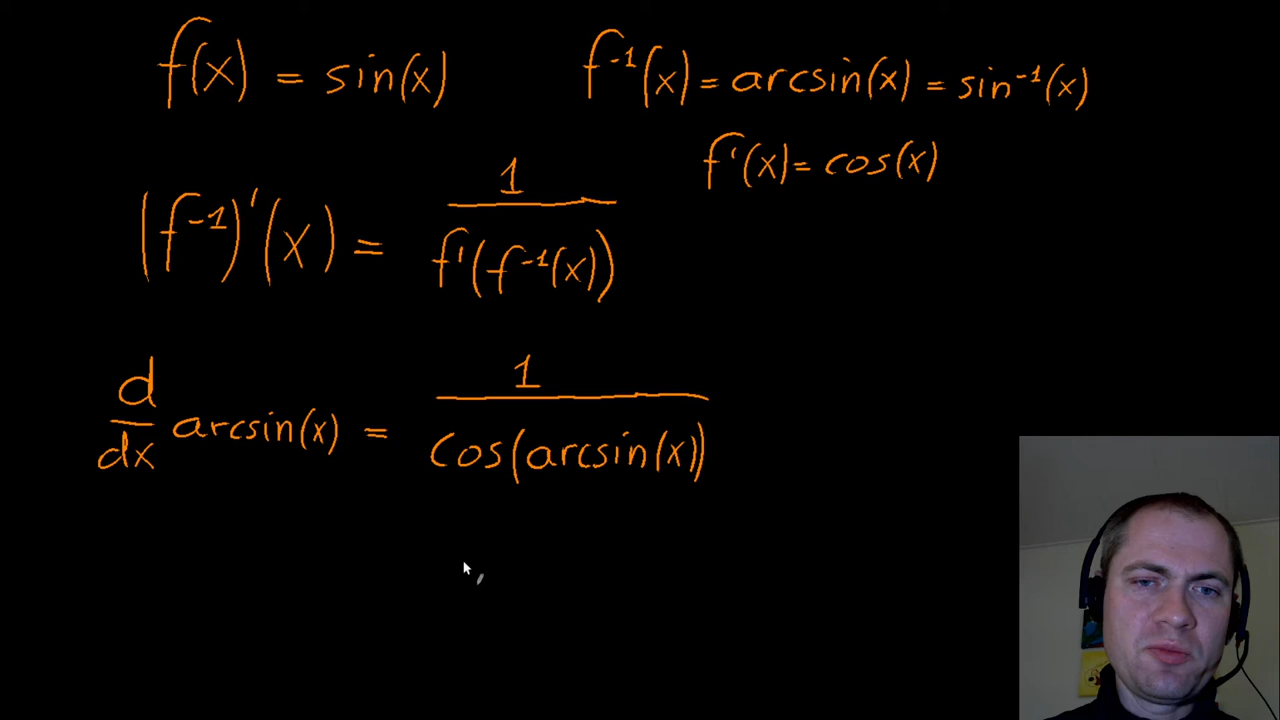 f(x) = sin(x)
f⁻¹(x) = arcsin(x) = sin⁻¹(x)
f'(x) = cos(x)
(f⁻¹)'(x) = 1 / f'(f⁻¹(x))
d/dx arcsin(x) = 1 / cos(arcsin(x))